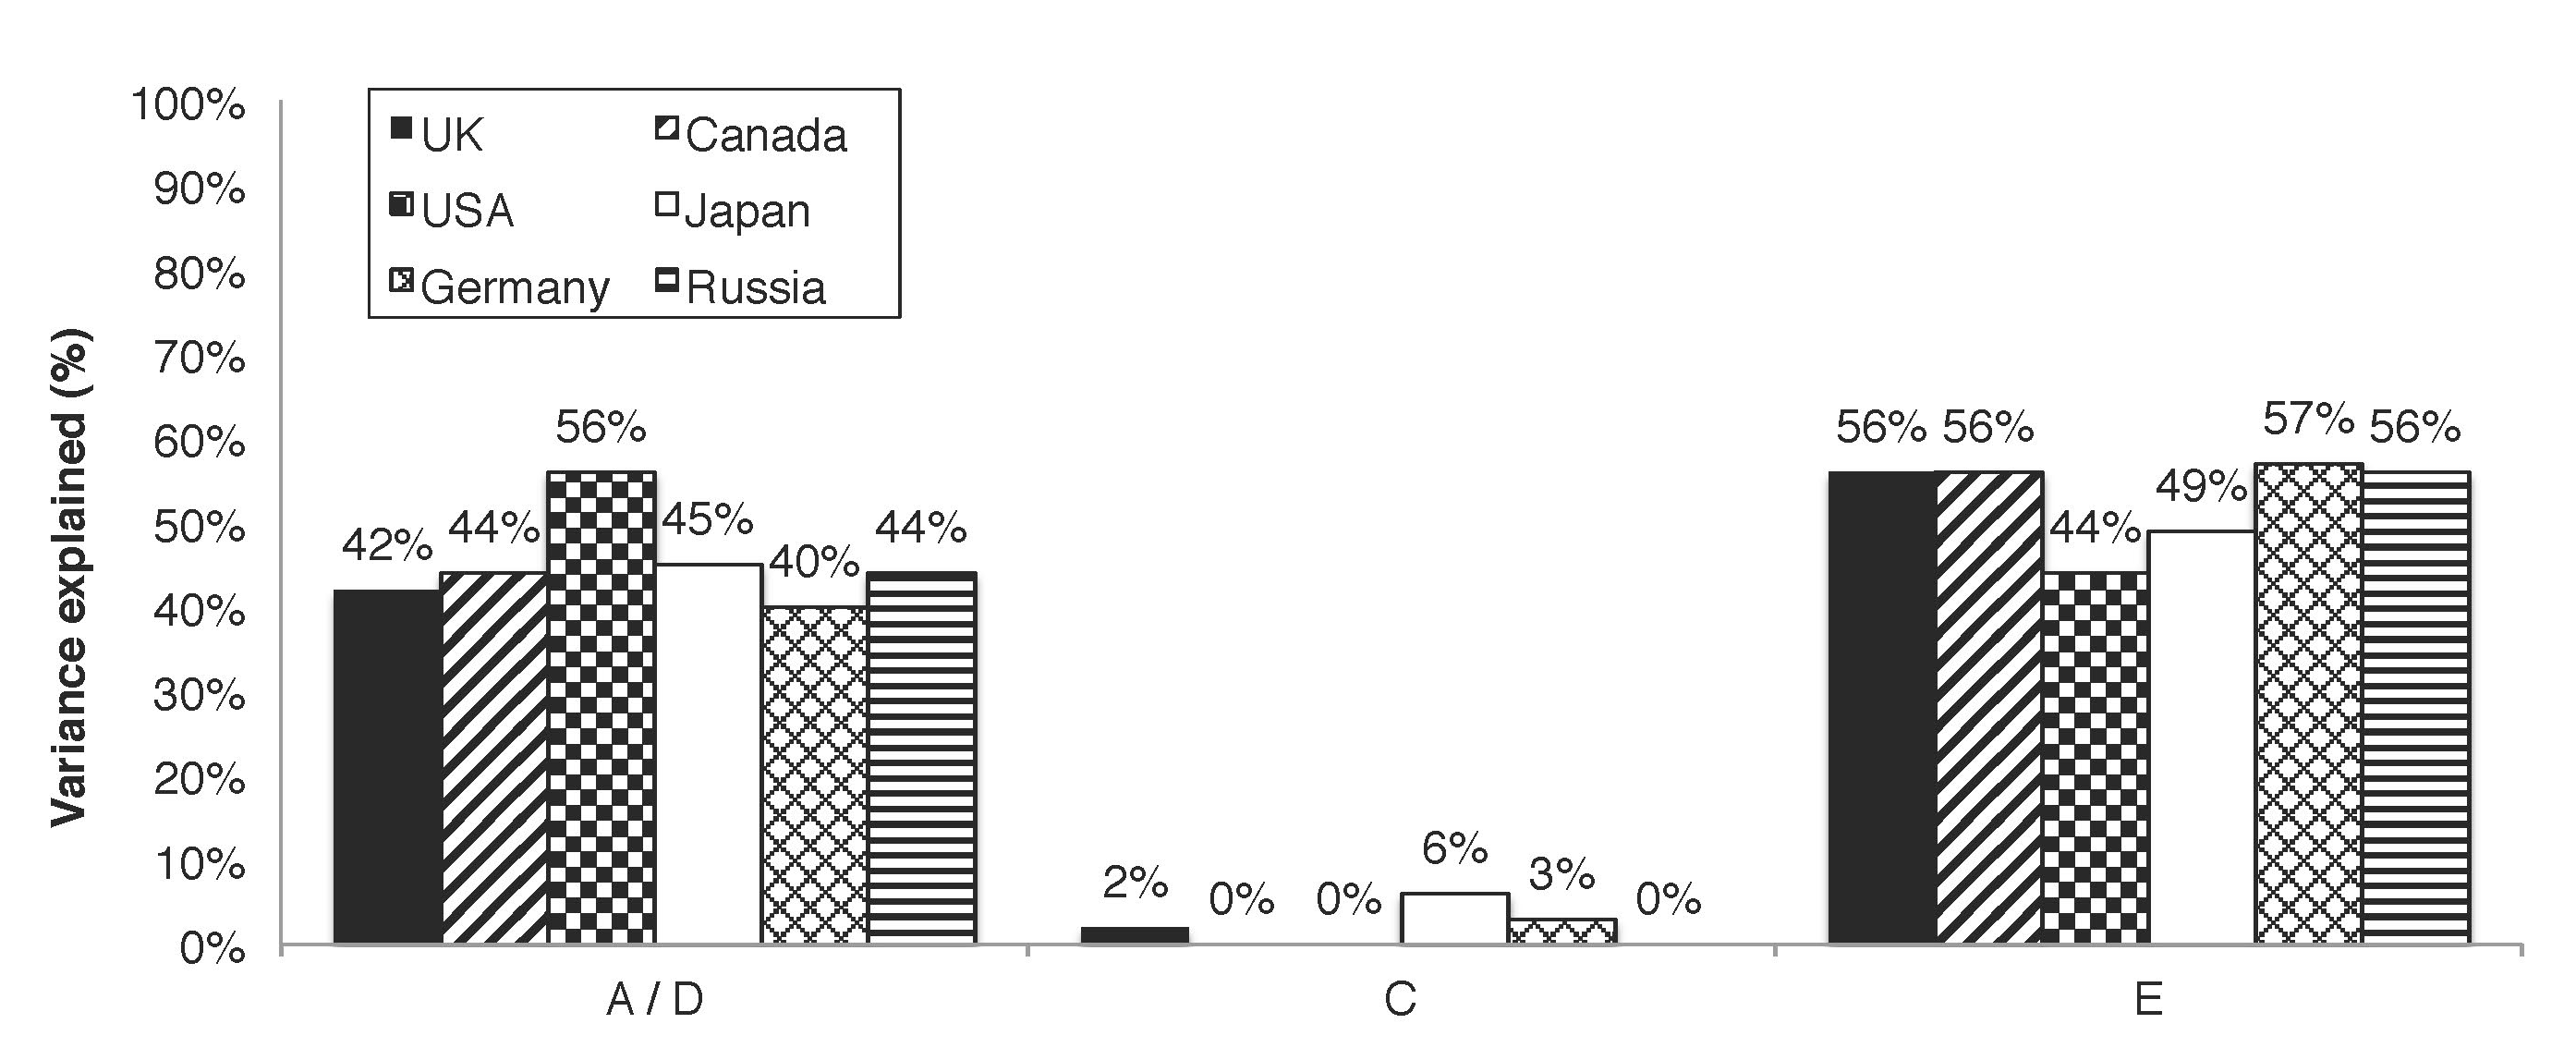 100%
90%
80%
70%
60%
50%
40%
30%
20%
10%
0%
Variance explained (%)
UK Canada
USA Japan
Germany Russia
42% 44% 56% 45% 40% 44%
2% 0% 0% 6% 3% 0%
56% 56% 44% 49% 57% 56%
A / D C E